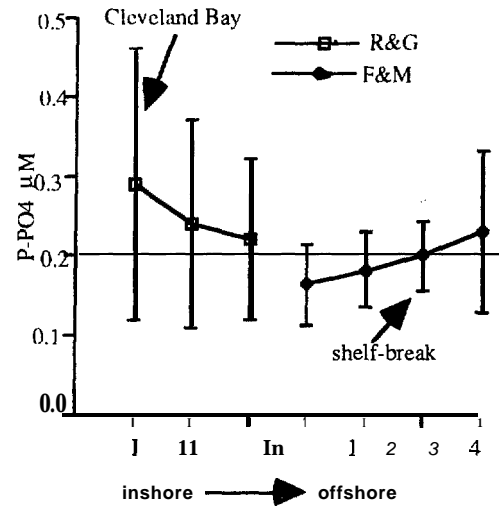 Cleveland Bay
R&G
F&M
P-PO4 µM
0.5
0.4
0.3
0.2
0.1
0.0
shelf-break
I 11 In 1 2 3 4
inshore offshore